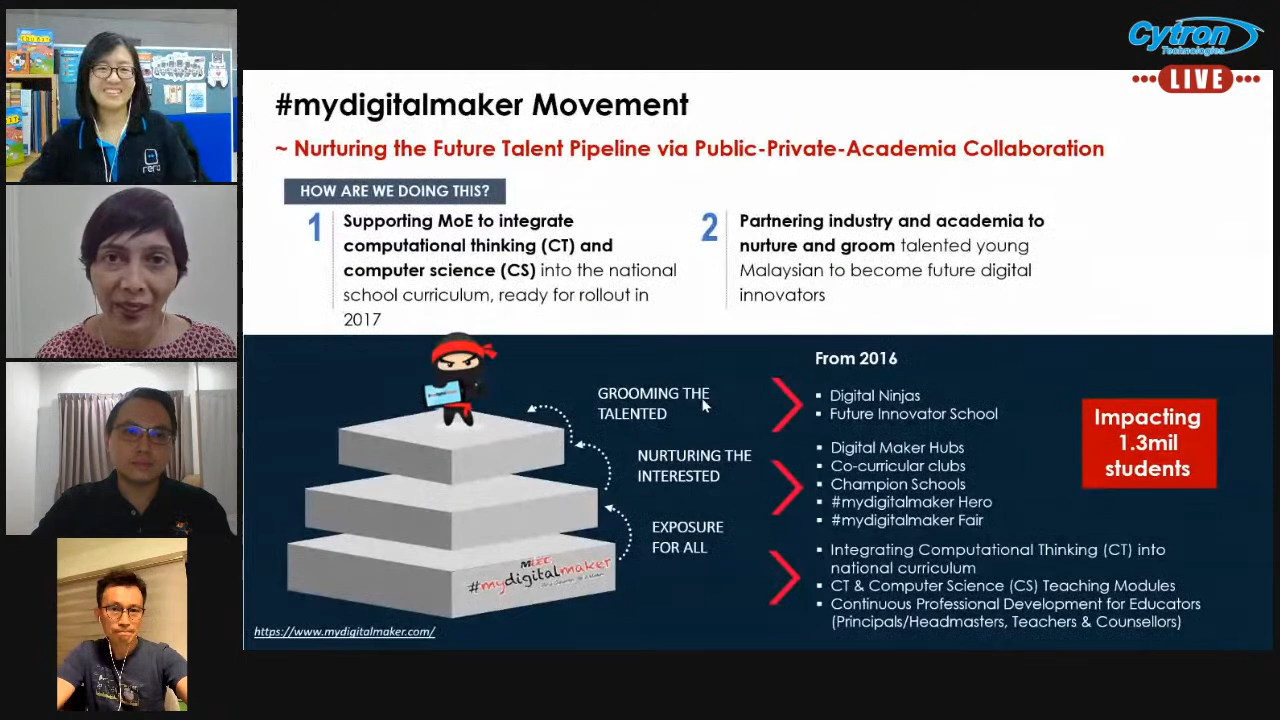 Cytron
Technologies
LIVE
#mydigitalmaker Movement
~ Nurturing the Future Talent Pipeline via Public-Private-Academia Collaboration
HOW ARE WE DOING THIS?
1
Supporting MoE to integrate
computational thinking (CT) and
computer science (CS) into the national
school curriculum, ready for rollout in
2017
2
Partnering industry and academia to
nurture and groom talented young
Malaysian to become future digital
innovators
GROOMING THE
TALENTED
NURTURING THE
INTERESTED
EXPOSURE
FOR ALL
#mydigitalmaker
https://www.mydigitalmaker.com/
From 2016
▪ Digital Ninjas
▪ Future Innovator School
▪ Digital Maker Hubs
▪ Co-curricular clubs
▪ Champion Schools
▪ #mydigitalmaker Hero
▪ #mydigitalmaker Fair
▪ Integrating Computational Thinking (CT) into
national curriculum
▪ CT & Computer Science (CS) Teaching Modules
▪ Continuous Professional Development for Educators
(Principals/Headmasters, Teachers & Counsellors)
Impacting
1.3mil
students